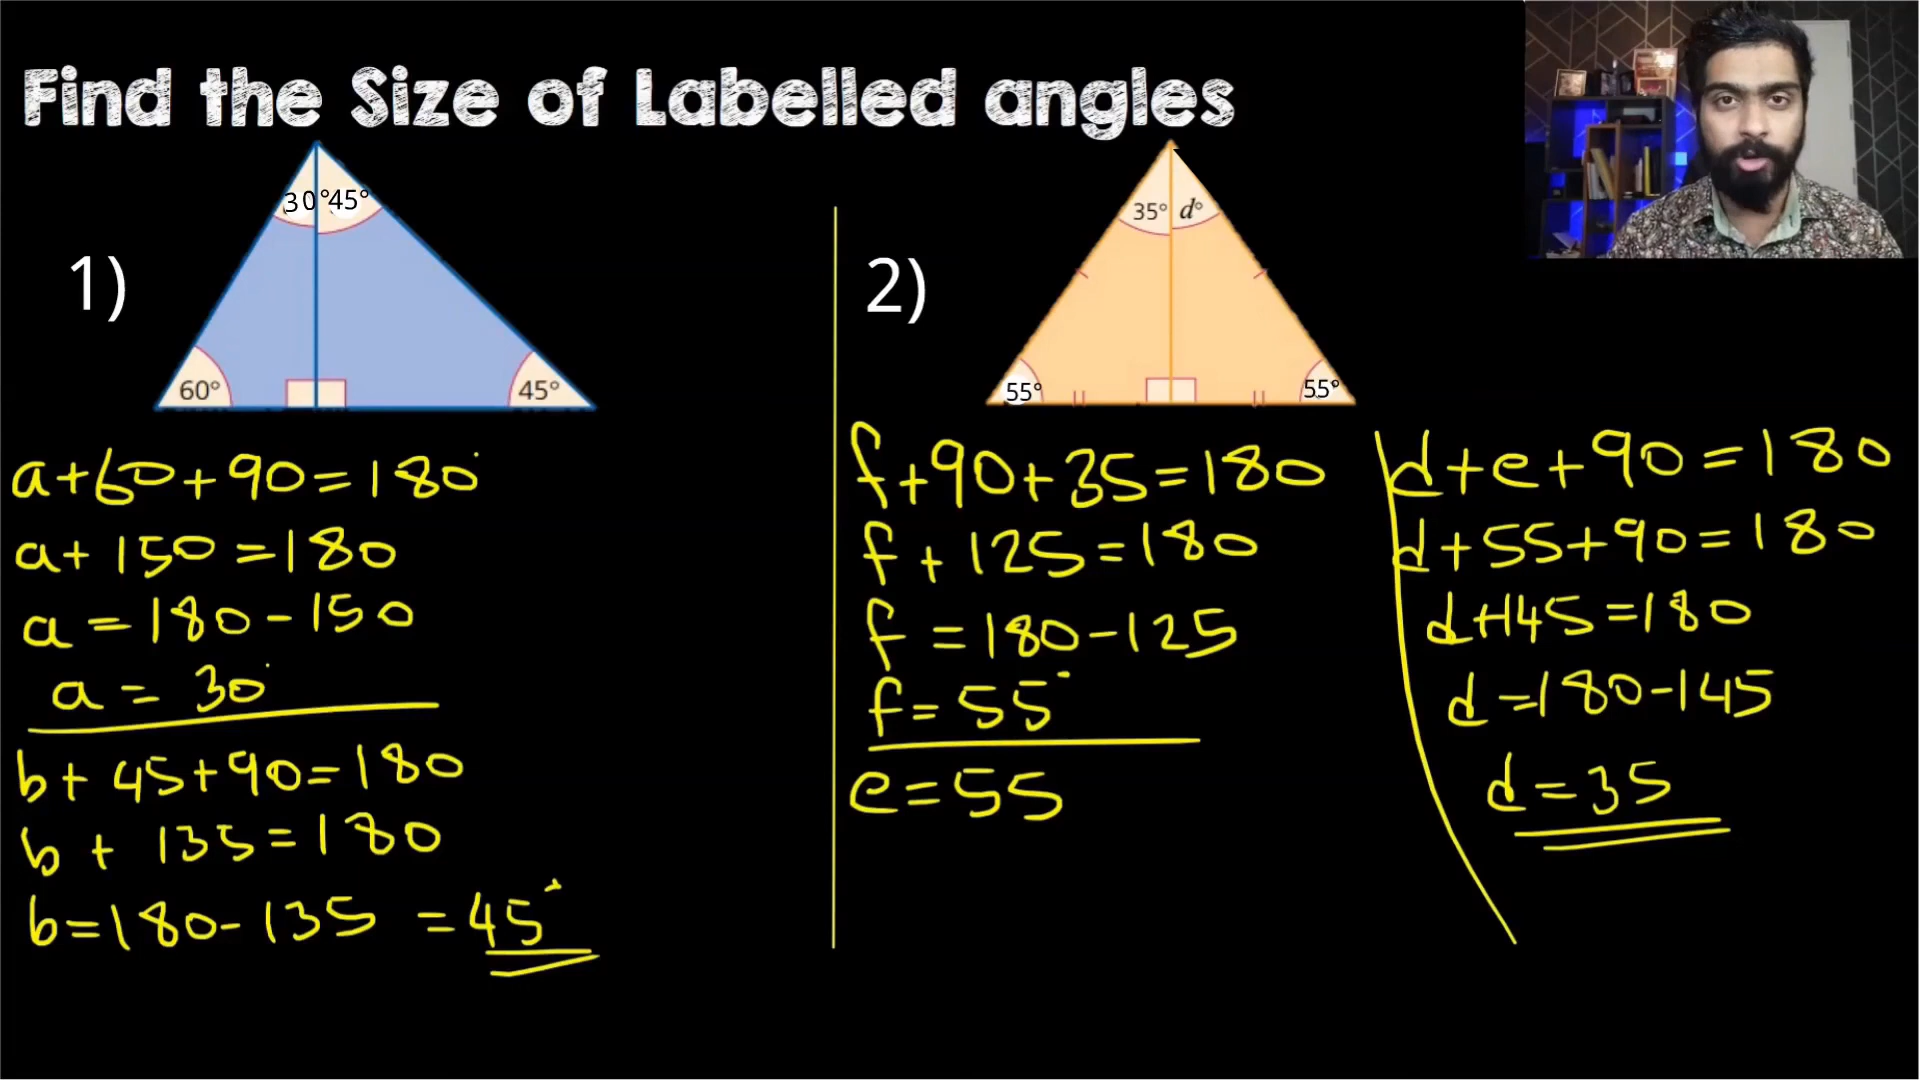 Find the Size of Labelled angles
1)
30° 45°
60° 45°
a+60+90=180°
a+150=180
a=180-150
a=30°
b+45+90=180
b+135=180
b=180-135 =45°
2)
35° d°
55° 55°
f+90+35=180
f+125=180
f=180-125
f=55°
e=55
d+e+90=180
d+55+90=180
d+145=180
d=180-145
d=35